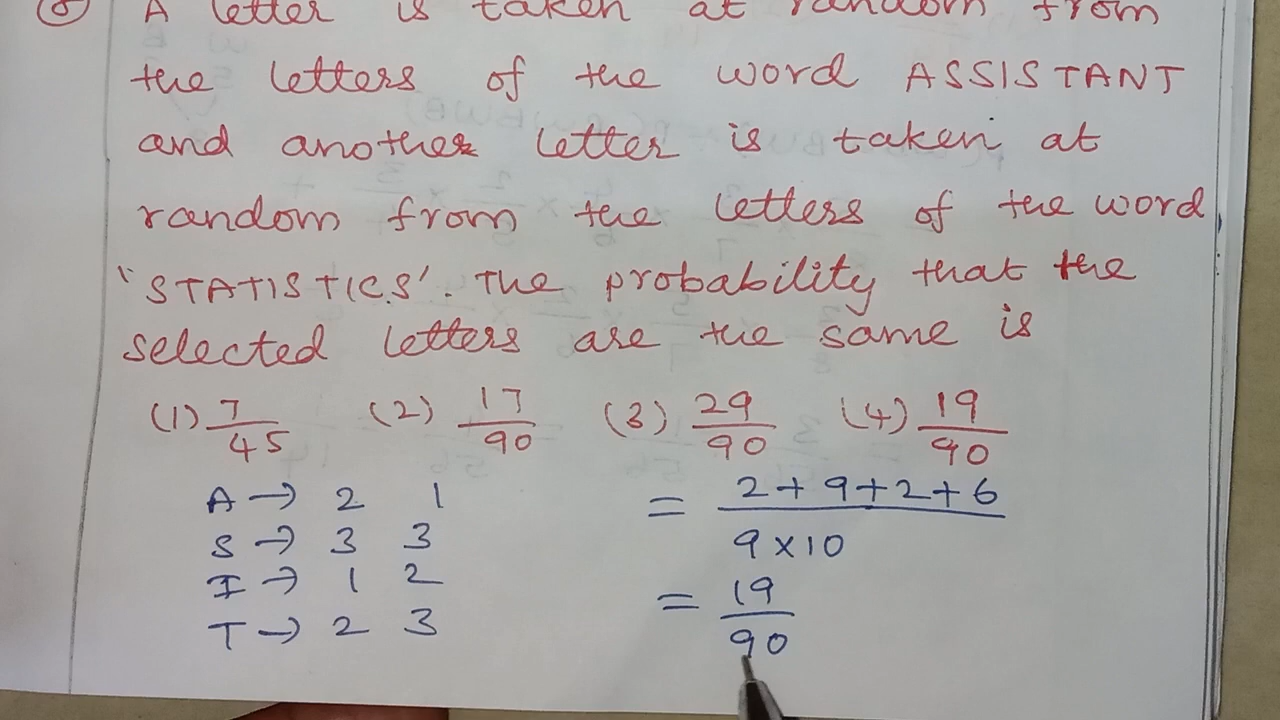 A letter is taken at random from
the letters of the word ASSISTANT
and another letter is taken at
random from the letters of the word
'STATISTICS'. The probability that the
selected letters are the same is
(1) 7/45 (2) 17/90 (3) 29/90 (4) 19/90
A → 2 1
S → 3 3
I → 1 2
T → 2 3
= 2+9+2+6
9×10
= 19
90